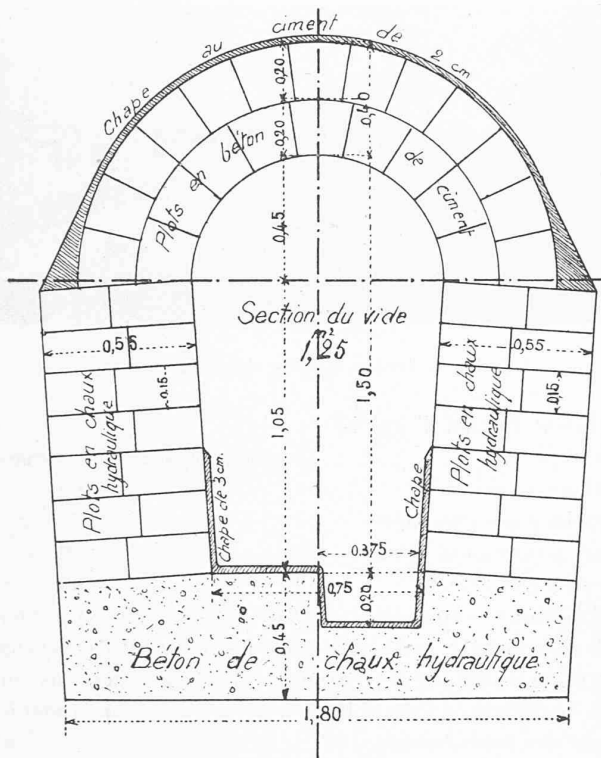 Chape au ciment de 2 cm
0,20
0,20
0,40
Plots en béton de ciment
0,45
Section du vide
1,25 m²
0,55
0,55
0,15
0,15
1,50
1,05
Plots en chaux
hydraulique
Plots en chaux
hydraulique
Chape de 3 cm.
Chape
0.375
0,75
0,20
0,45
Béton de chaux hydraulique
1,80